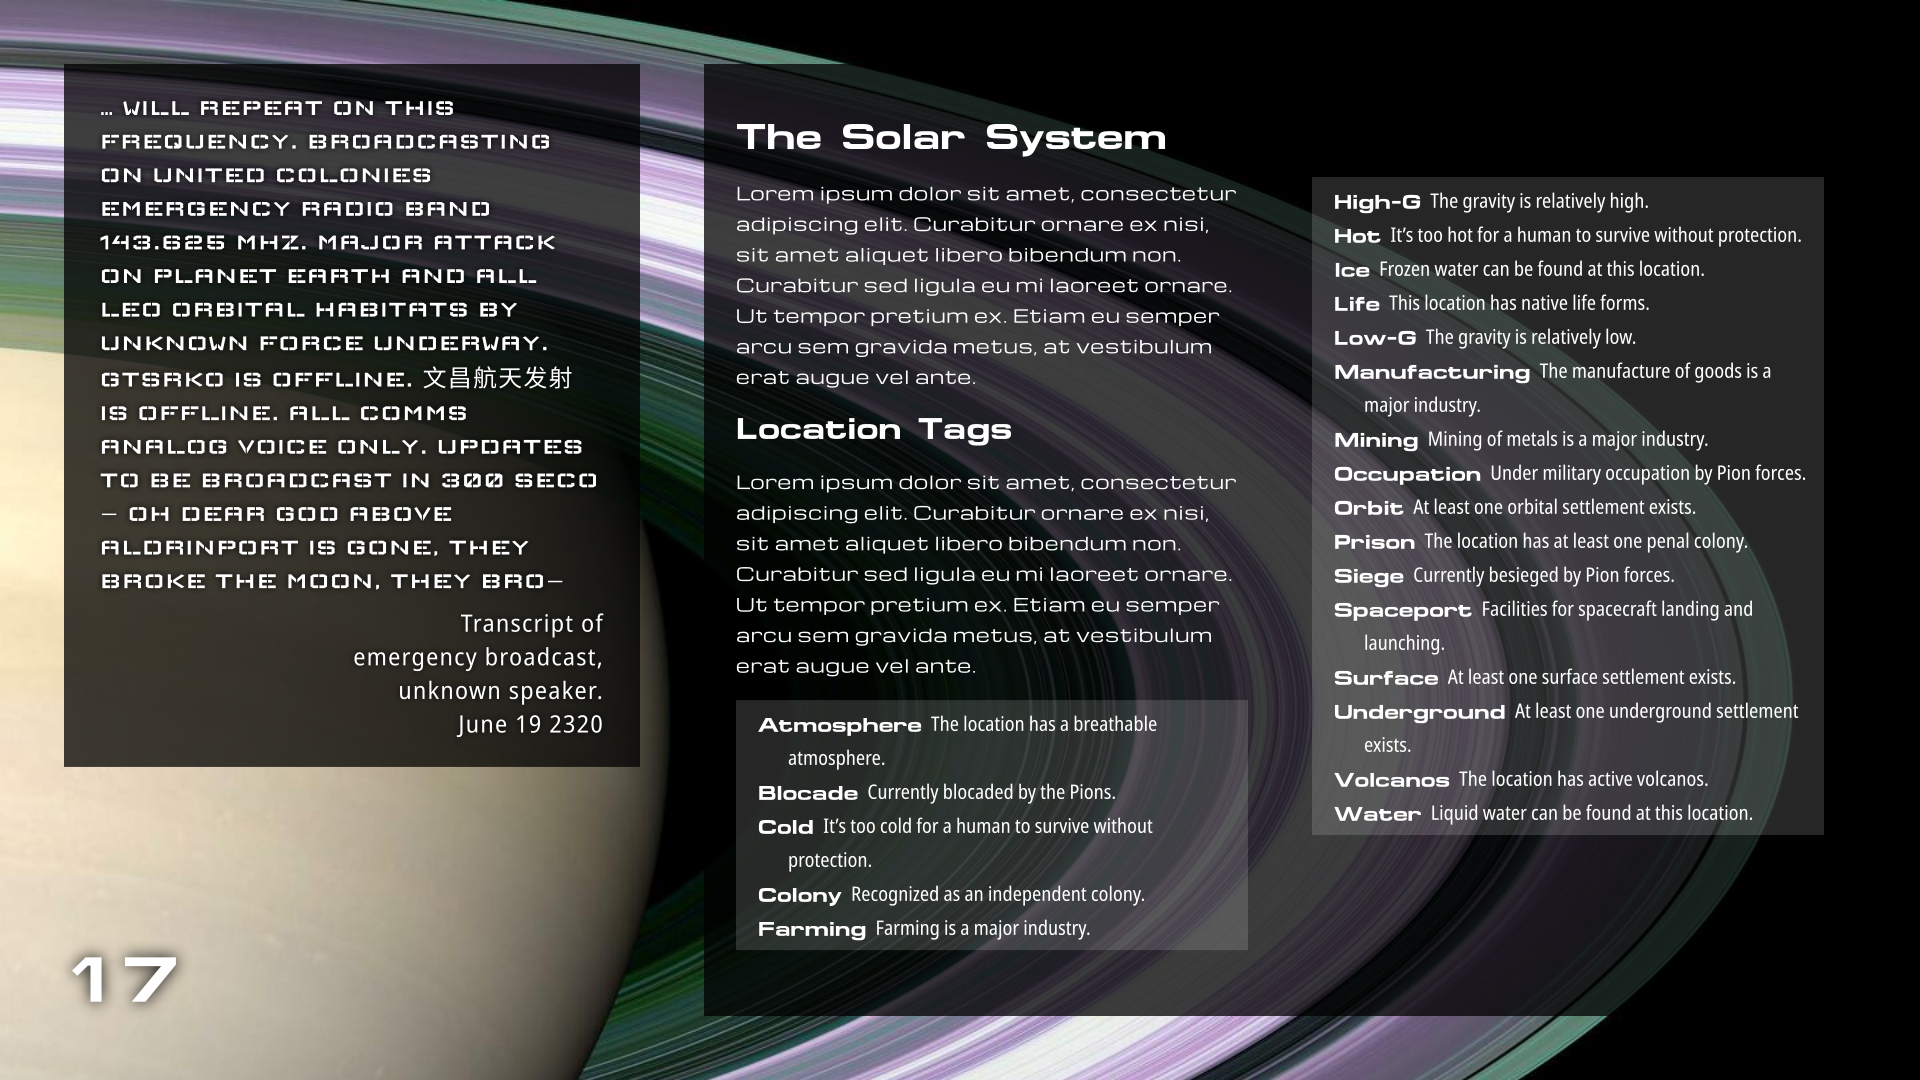 … WILL REPEAT ON THIS
FREQUENCY. BROADCASTING
ON UNITED COLONIES
EMERGENCY RADIO BAND
143.625 MHZ. MAJOR ATTACK
ON PLANET EARTH AND ALL
LEO ORBITAL HABITATS BY
UNKNOWN FORCE UNDERWAY.
GTSRKO IS OFFLINE. 文昌航天发射
IS OFFLINE. ALL COMMS
ANALOG VOICE ONLY. UPDATES
TO BE BROADCAST IN 300 SECO
— OH DEAR GOD ABOVE
ALDRINPORT IS GONE, THEY
BROKE THE MOON, THEY BRO—
Transcript of
emergency broadcast,
unknown speaker.
June 19 2320
17
The Solar System
Lorem ipsum dolor sit amet, consectetur
adipiscing elit. Curabitur ornare ex nisi,
sit amet aliquet libero bibendum non.
Curabitur sed ligula eu mi laoreet ornare.
Ut tempor pretium ex. Etiam eu semper
arcu sem gravida metus, at vestibulum
erat augue vel ante.
Location Tags
Lorem ipsum dolor sit amet, consectetur
adipiscing elit. Curabitur ornare ex nisi,
sit amet aliquet libero bibendum non.
Curabitur sed ligula eu mi laoreet ornare.
Ut tempor pretium ex. Etiam eu semper
arcu sem gravida metus, at vestibulum
erat augue vel ante.
Atmosphere The location has a breathable
atmosphere.
Blocade Currently blocaded by the Pions.
Cold It’s too cold for a human to survive without
protection.
Colony Recognized as an independent colony.
Farming Farming is a major industry.
High-G The gravity is relatively high.
Hot It’s too hot for a human to survive without protection.
Ice Frozen water can be found at this location.
Life This location has native life forms.
Low-G The gravity is relatively low.
Manufacturing The manufacture of goods is a
major industry.
Mining Mining of metals is a major industry.
Occupation Under military occupation by Pion forces.
Orbit At least one orbital settlement exists.
Prison The location has at least one penal colony.
Siege Currently besieged by Pion forces.
Spaceport Facilities for spacecraft landing and
launching.
Surface At least one surface settlement exists.
Underground At least one underground settlement
exists.
Volcanos The location has active volcanos.
Water Liquid water can be found at this location.